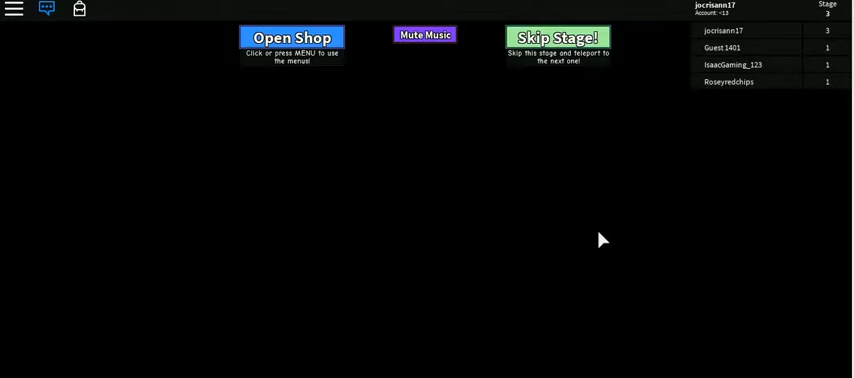 jocrisann17
Account: <13
Stage
3
Open Shop
Click or press MENU to use
the menus!
Mute Music
Skip Stage!
Skip this stage and teleport to
the next one!
jocrisann17 3
Guest 1401 1
IsaacGaming_123 1
Roseyredchips 1